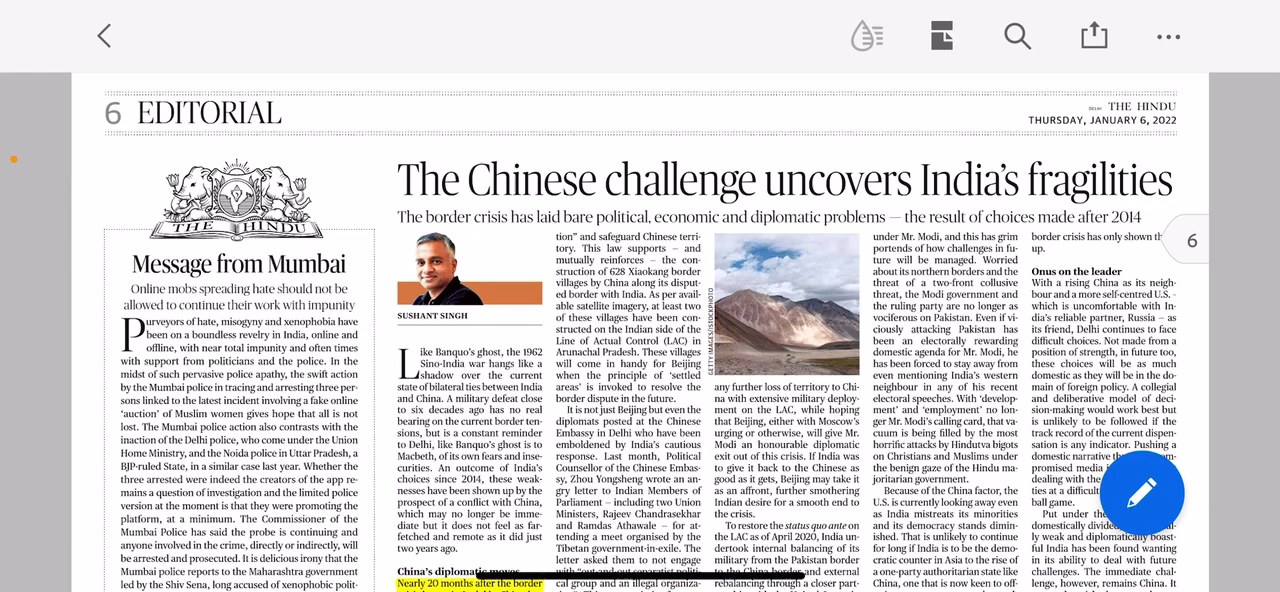 6 EDITORIAL
DELHI THE HINDU
THURSDAY, JANUARY 6, 2022
THE HINDU
Message from Mumbai
Online mobs spreading hate should not be
allowed to continue their work with impunity
Purveyors of hate, misogyny and xenophobia have
been on a boundless revelry in India, online and
offline, with near total impunity and often times
with support from politicians and the police. In the
midst of such pervasive police apathy, the swift action
by the Mumbai police in tracing and arresting three per-
sons linked to the latest incident involving a fake online
‘auction’ of Muslim women gives hope that all is not
lost. The Mumbai police action also contrasts with the
inaction of the Delhi police, who come under the Union
Home Ministry, and the Noida police in Uttar Pradesh, a
BJP-ruled State, in a similar case last year. Whether the
three arrested were indeed the creators of the app re-
mains a question of investigation and the limited police
version at the moment is that they were promoting the
platform, at a minimum. The Commissioner of the
Mumbai Police has said the probe is continuing and
anyone involved in the crime, directly or indirectly, will
be arrested and prosecuted. It is delicious irony that the
Mumbai police reports to the Maharashtra government
led by the Shiv Sena, long accused of xenophobic polit-
The Chinese challenge uncovers India’s fragilities
The border crisis has laid bare political, economic and diplomatic problems — the result of choices made after 2014
SUSHANT SINGH
Like Banquo’s ghost, the 1962
Sino-India war hangs like a
shadow over the current
state of bilateral ties between India
and China. A military defeat close
to six decades ago has no real
bearing on the current border ten-
sions, but is a constant reminder
to Delhi, like Banquo’s ghost is to
Macbeth, of its own fears and inse-
curities. An outcome of India’s
choices since 2014, these weak-
nesses have been shown up by the
prospect of a conflict with China,
which may no longer be imme-
diate but it does not feel as far-
fetched and remote as it did just
two years ago.
China’s diplomatic moves
Nearly 20 months after the border
tion” and safeguard Chinese terri-
tory. This law supports – and
mutually reinforces – the con-
struction of 628 Xiaokang border
villages by China along its disput-
ed border with India. As per avail-
able satellite imagery, at least two
of these villages have been con-
structed on the Indian side of the
Line of Actual Control (LAC) in
Arunachal Pradesh. These villages
will come in handy for Beijing
when the principle of ‘settled
areas’ is invoked to resolve the
border dispute in the future.
It is not just Beijing but even the
diplomats posted at the Chinese
Embassy in Delhi who have been
emboldened by India’s cautious
response. Last month, Political
Counsellor of the Chinese Embas-
sy, Zhou Yongsheng wrote an an-
gry letter to Indian Members of
Parliament – including two Union
Ministers, Rajeev Chandrasekhar
and Ramdas Athawale – for at-
tending a meet organised by the
Tibetan government-in-exile. The
letter asked them not to engage
with “out-and-out separatist politi-
cal group and an illegal organiza-
GETTY IMAGES/ISTOCKPHOTO
any further loss of territory to Chi-
na with extensive military deploy-
ment on the LAC, while hoping
that Beijing, either with Moscow’s
urging or otherwise, will give Mr.
Modi an honourable diplomatic
exit out of this crisis. If India was
to give it back to the Chinese as
good as it gets, Beijing may take it
as an affront, further smothering
Indian desire for a smooth end to
the crisis.
To restore the status quo ante on
the LAC as of April 2020, India un-
dertook internal balancing of its
military from the Pakistan border
to the China border and external
rebalancing through a closer part-
under Mr. Modi, and this has grim
portends of how challenges in fu-
ture will be managed. Worried
about its northern borders and the
threat of a two-front collusive
threat, the Modi government and
the ruling party are no longer as
vociferous on Pakistan. Even if vi-
ciously attacking Pakistan has
been an electorally rewarding
domestic agenda for Mr. Modi, he
has been forced to stay away from
even mentioning India’s western
neighbour in any of his recent
electoral speeches. With ‘develop-
ment’ and ‘employment’ no lon-
ger Mr. Modi’s calling card, that va-
cuum is being filled by the most
horrific attacks by Hindutva bigots
on Christians and Muslims under
the benign gaze of the Hindu ma-
joritarian government.
Because of the China factor, the
U.S. is currently looking away even
as India mistreats its minorities
and its democracy stands dimin-
ished. That is unlikely to continue
for long if India is to be the demo-
cratic counter in Asia to the rise of
a one-party authoritarian state like
China, one that is now keen to off-
border crisis has only shown
up.
Onus on the leader
With a rising China as its neigh-
bour and a more self-centred U.S. –
which is uncomfortable with In-
dia’s reliable partner, Russia – as
its friend, Delhi continues to face
difficult choices. Not made from a
position of strength, in future too,
these choices will be as much
domestic as they will be in the do-
main of foreign policy. A collegial
and deliberative model of deci-
sion-making would work best but
is unlikely to be followed if the
track record of the current dispen-
sation is any indicator. Pushing a
domestic narrative
promised media
dealing with the
ties at a difficult
ball game.
Put under the
domestically divided
ly weak and diplomatically boast-
ful India has been found wanting
in its ability to deal with future
challenges. The immediate chal-
lenge, however, remains China. It
6